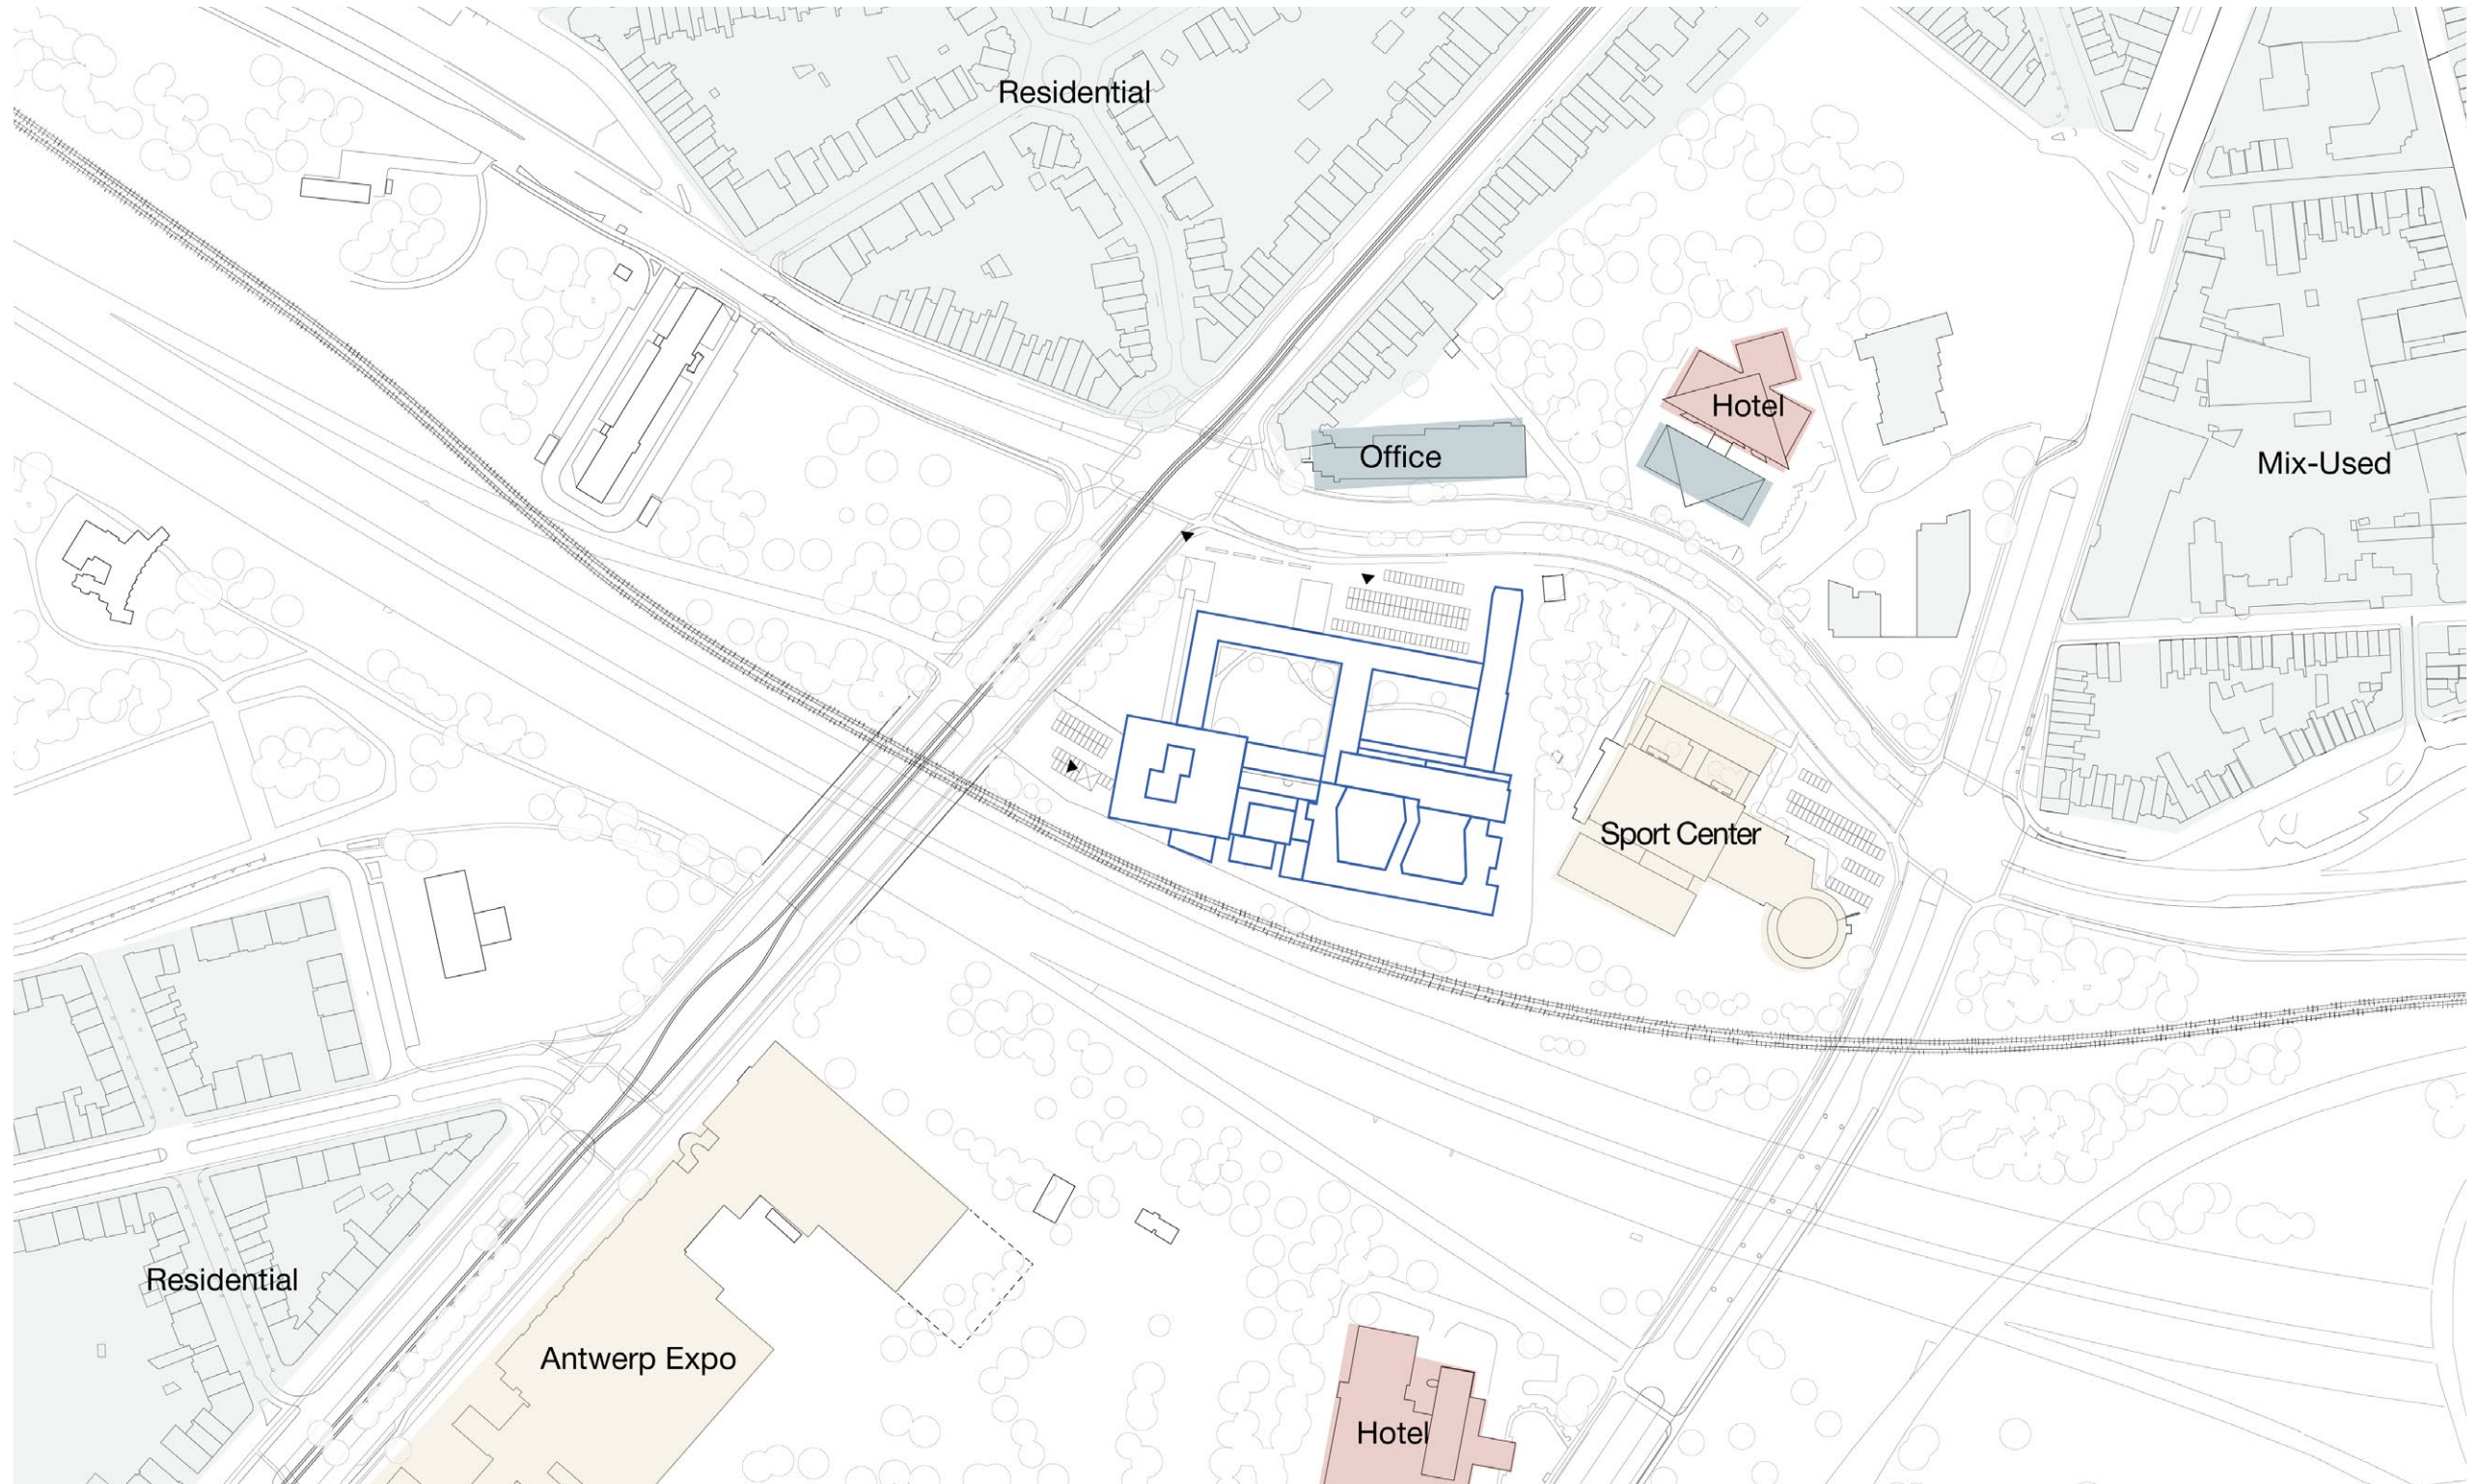 Residential
Hotel
Office
Mix-Used
Sport Center
Residential
Antwerp Expo
Hotel